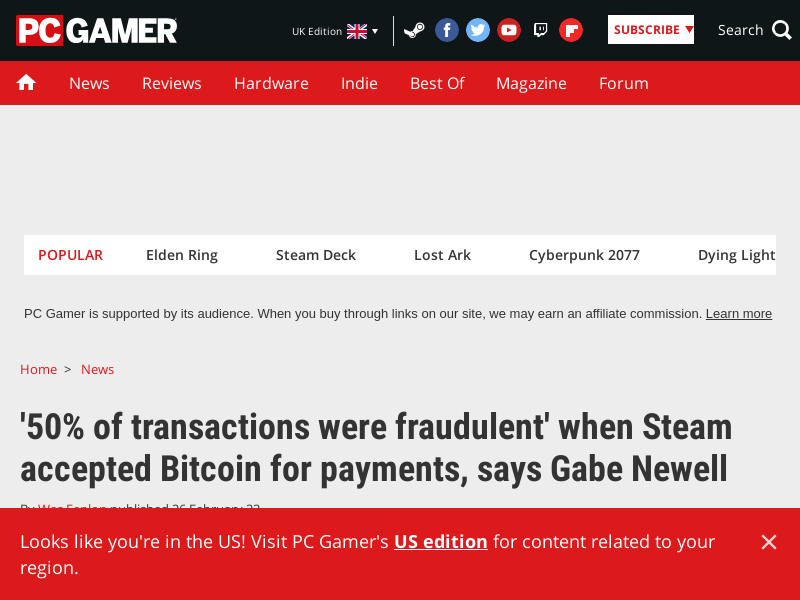 PC GAMER
UK Edition
SUBSCRIBE
Search
News Reviews Hardware Indie Best Of Magazine Forum
POPULAR Elden Ring Steam Deck Lost Ark Cyberpunk 2077 Dying Light
PC Gamer is supported by its audience. When you buy through links on our site, we may earn an affiliate commission. Learn more
Home > News
'50% of transactions were fraudulent' when Steam
accepted Bitcoin for payments, says Gabe Newell
Looks like you're in the US! Visit PC Gamer's US edition for content related to your
region.